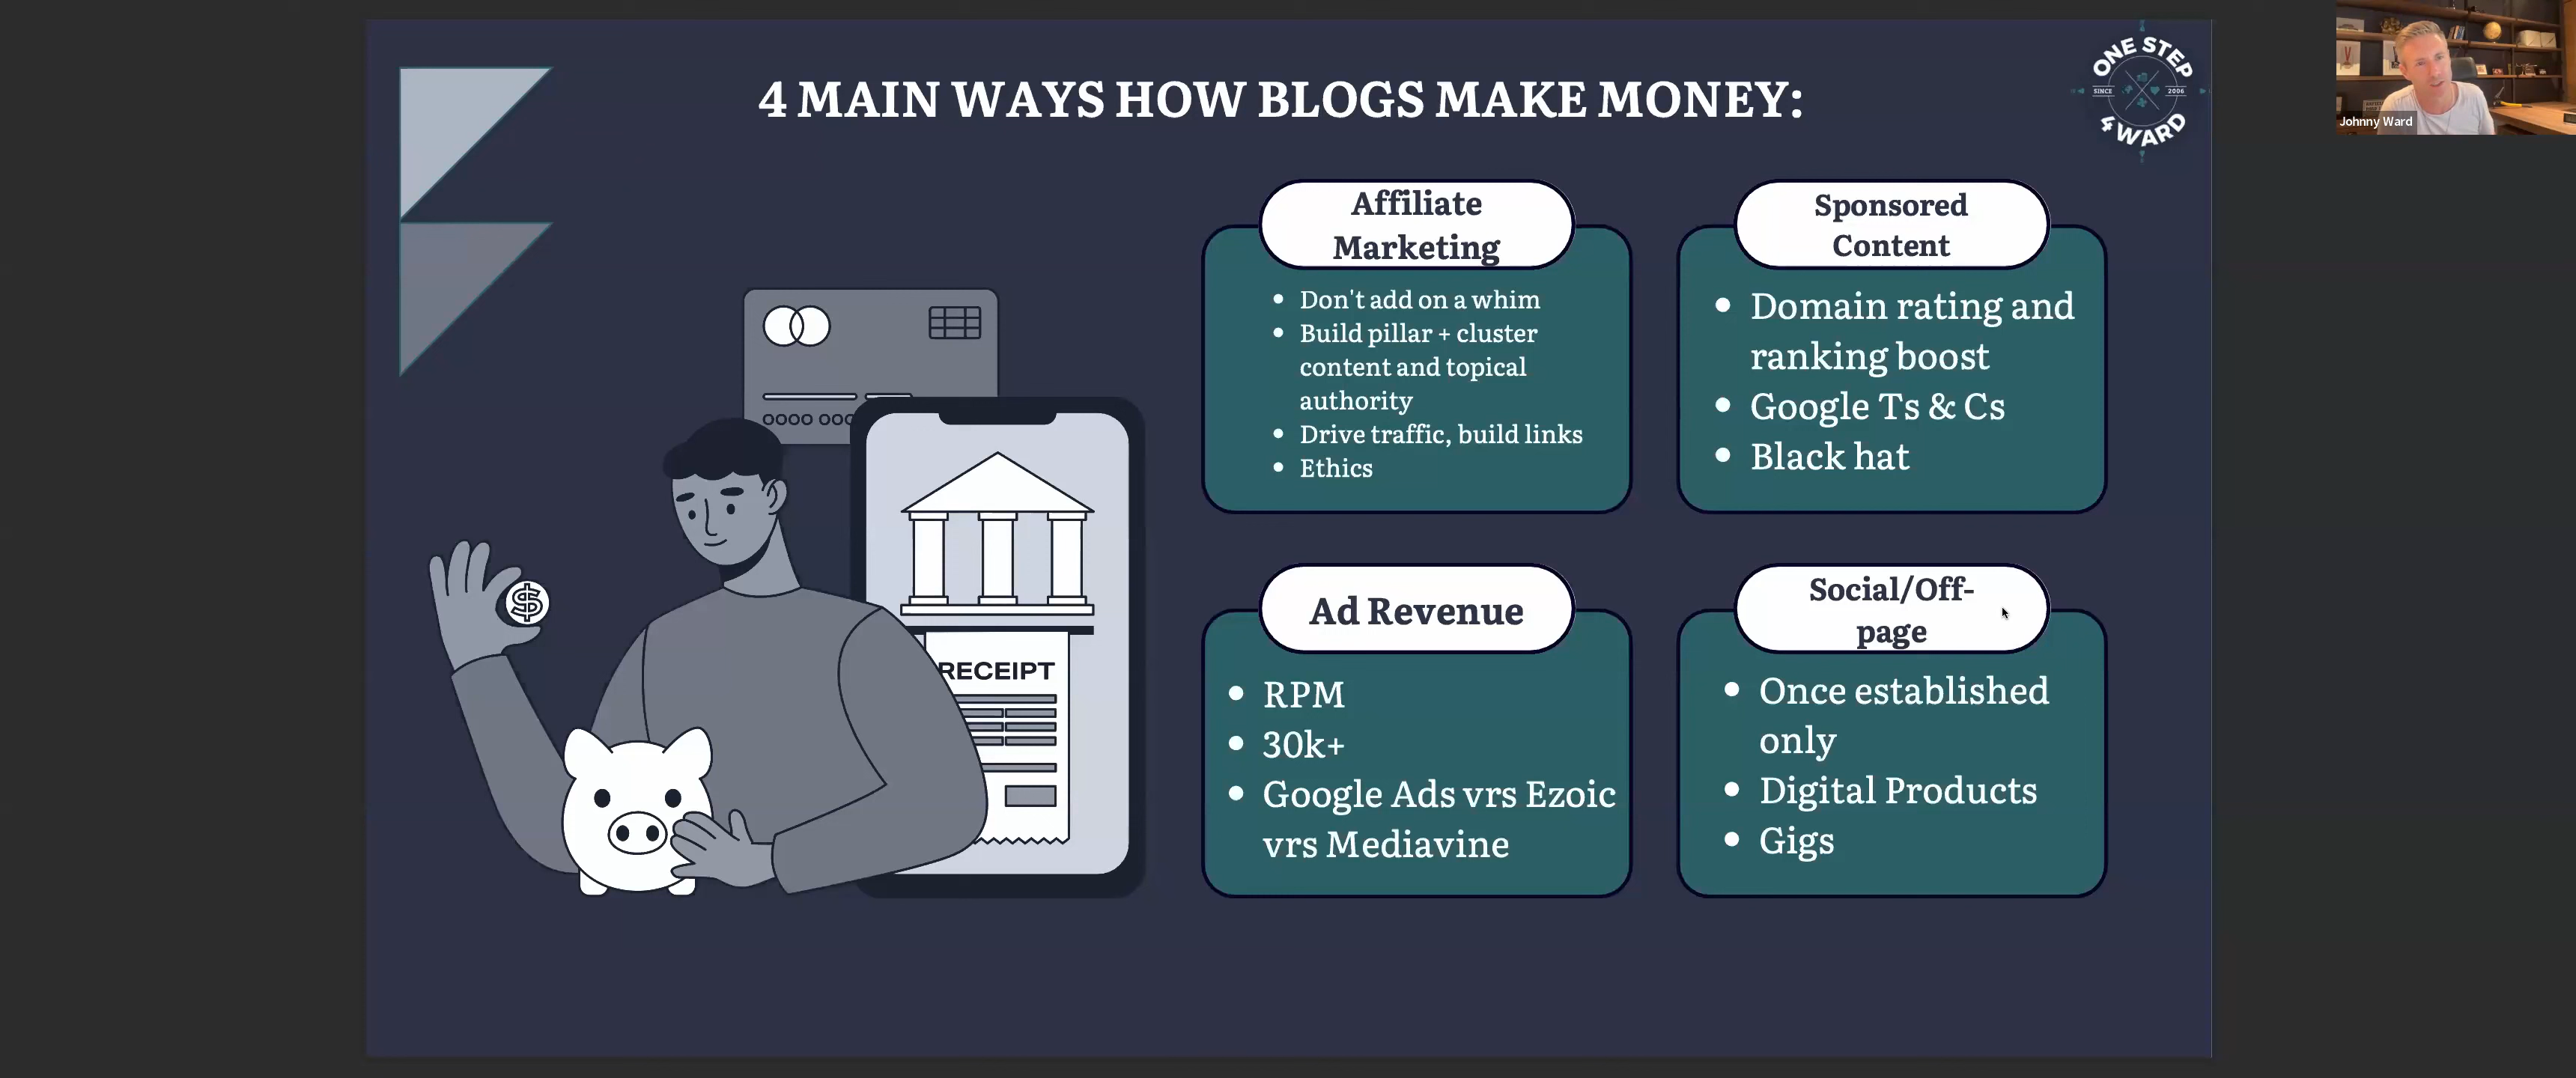 4 MAIN WAYS HOW BLOGS MAKE MONEY:
ONE STEP
SINCE
2006
4WARD
Johnny Ward
Affiliate
Marketing
Don't add on a whim
Build pillar + cluster
content and topical
authority
Drive traffic, build links
Ethics
Sponsored
Content
Domain rating and
ranking boost
Google Ts & Cs
Black hat
Ad Revenue
RPM
30k+
Google Ads vrs Ezoic
vrs Mediavine
Social/Off-
page
Once established
only
Digital Products
Gigs
RECEIPT
$